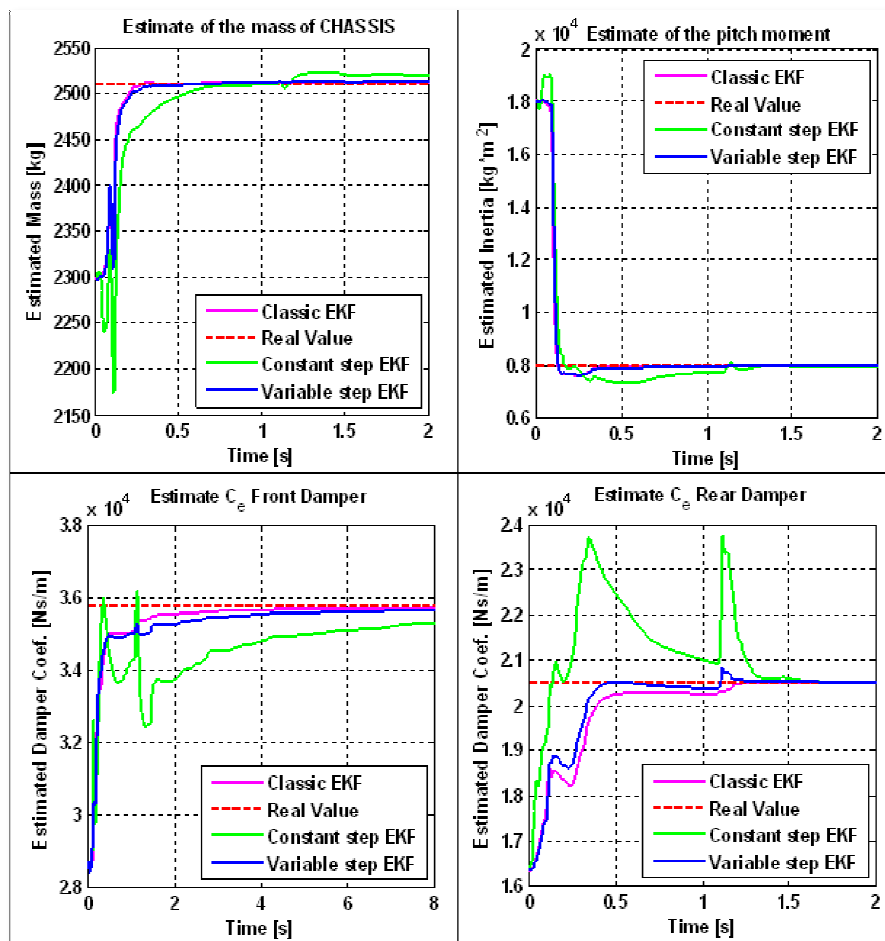 Estimate of the mass of CHASSIS
Estimated Mass [kg]
2550
2500
2450
2400
2350
2300
2250
2200
2150
0
0.5
1
1.5
2
Time [s]
Classic EKF
Real Value
Constant step EKF
Variable step EKF
x 10^4 Estimate of the pitch moment
Estimated Inertia [kg*m^2]
2
1.8
1.6
1.4
1.2
1
0.8
0.6
0
0.5
1
1.5
2
Time [s]
Classic EKF
Real Value
Constant step EKF
Variable step EKF
Estimate C_e Front Damper
x 10^4
Estimated Damper Coef. [Ns/m]
3.8
3.6
3.4
3.2
3
2.8
0
2
4
6
8
Time [s]
Classic EKF
Real Value
Constant step EKF
Variable step EKF
Estimate C_e Rear Damper
x 10^4
Estimated Damper Coef. [Ns/m]
2.4
2.3
2.2
2.1
2.0
1.9
1.8
1.7
1.6
0
0.5
1
1.5
2
Time [s]
Classic EKF
Real Value
Constant step EKF
Variable step EKF